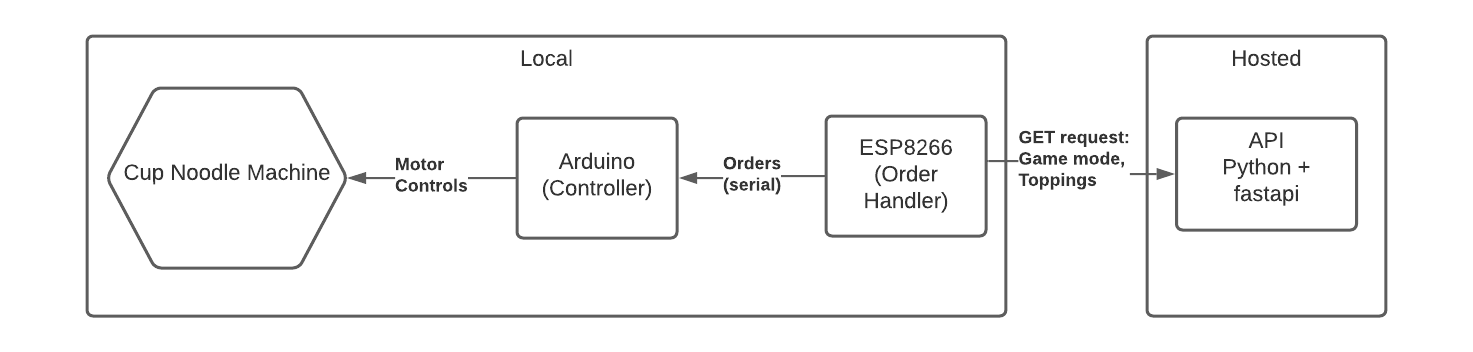 Local
Hosted
Cup Noodle Machine
Motor
Controls
Arduino
(Controller)
Orders
(serial)
ESP8266
(Order
Handler)
GET request:
Game mode,
Toppings
API
Python +
fastapi